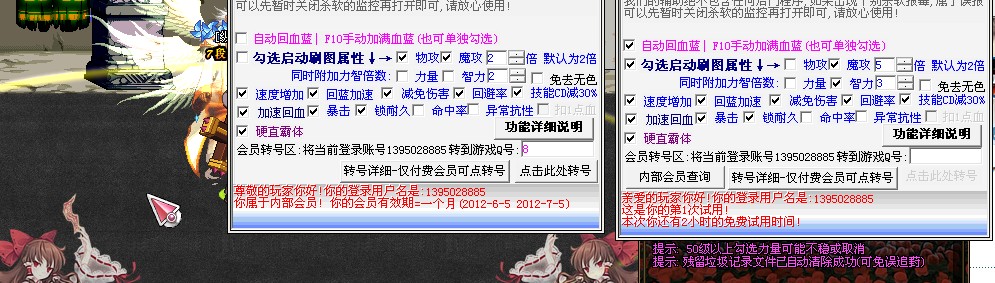 可以先暂时关闭杀软的监控再打开即可,请放心使用!
自动回血蓝| F10手动加满血蓝(也可单独勾选)
勾选启动刷图属性↓→ 物攻 魔攻 2 倍 默认为2倍
同时附加力智倍数: 力量 智力 2 免去无色
速度增加 回蓝加速 减免伤害 回避率 技能CD减30%
加速回血 暴击 锁耐久 命中率 异常抗性 扣1点血
硬直霸体 功能详细说明
会员转号区:将当前登录账号1395028885 转到游戏Q号: 8
转号详细-仅付费会员可点转号 点击此处转号
尊敬的玩家你好!你的登录用户名是:1395028885
你属于内部会员! 你的会员有效期=一个月(2012-6-5 2012-7-5)
7段
可以先暂时关闭杀软的监控再打开即可,请放心使用!
自动回血蓝| F10手动加满血蓝(也可单独勾选)
勾选启动刷图属性↓→ 物攻 魔攻 5 倍 默认为2倍
同时附加力智倍数: 力量 智力 3 免去无色
速度增加 回蓝加速 减免伤害 回避率 技能CD减30%
加速回血 暴击 锁耐久 命中率 异常抗性 扣1点血
硬直霸体 功能详细说明
会员转号区:将当前登录账号1395028885 转到游戏Q号:
内部会员查询 转号详细-仅付费会员可点转号 点击此处转号
亲爱的玩家你好!你的登录用户名是:1395028885
这是你的第1次试用!
本次你还有2小时的免费试用时间!
提示: 50级以上勾选力量可能不稳或取消
提示: 残留垃圾记录文件已自动清除成功(可免误追封)